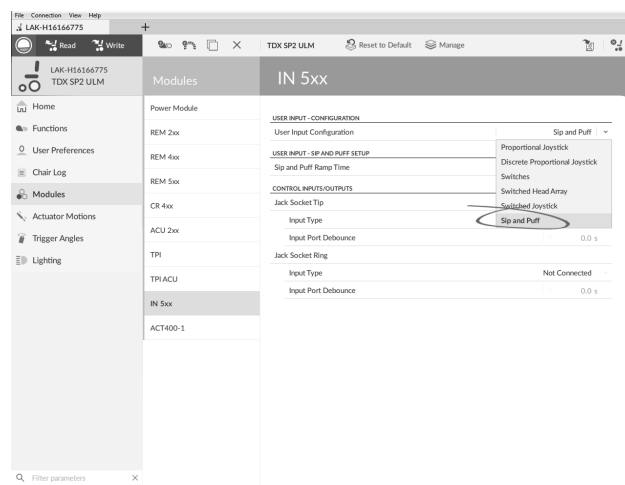 File Connection View Help
LAK-H16166775 +
Read Write TDX SP2 ULM Reset to Default Manage
LAK-H16166775
TDX SP2 ULM
Modules
IN 5xx
Home
Functions
User Preferences
Chair Log
Modules
Actuator Motions
Trigger Angles
Lighting
Filter parameters
Power Module
REM 2xx
REM 4xx
REM 5xx
CR 4xx
ACU 2xx
TPI
TPI ACU
IN 5xx
ACT400-1
USER INPUT - CONFIGURATION
User Input Configuration Sip and Puff
Proportional Joystick
Discrete Proportional Joystick
Switches
Switched Head Array
Switched Joystick
Sip and Puff
USER INPUT - SIP AND PUFF SETUP
Sip and Puff Ramp Time
CONTROL INPUTS/OUTPUTS
Jack Socket Tip
Input Type
Input Port Debounce 0.0 s
Jack Socket Ring
Input Type Not Connected
Input Port Debounce 0.0 s